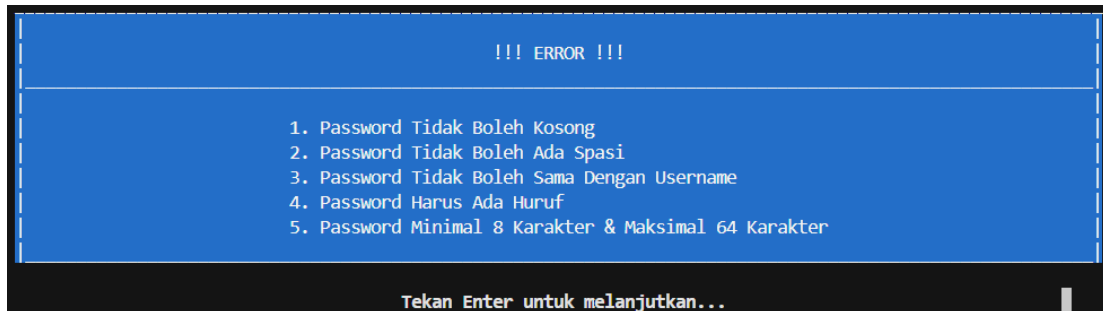 !!! ERROR !!!
1. Password Tidak Boleh Kosong
2. Password Tidak Boleh Ada Spasi
3. Password Tidak Boleh Sama Dengan Username
4. Password Harus Ada Huruf
5. Password Minimal 8 Karakter & Maksimal 64 Karakter
Tekan Enter untuk melanjutkan...